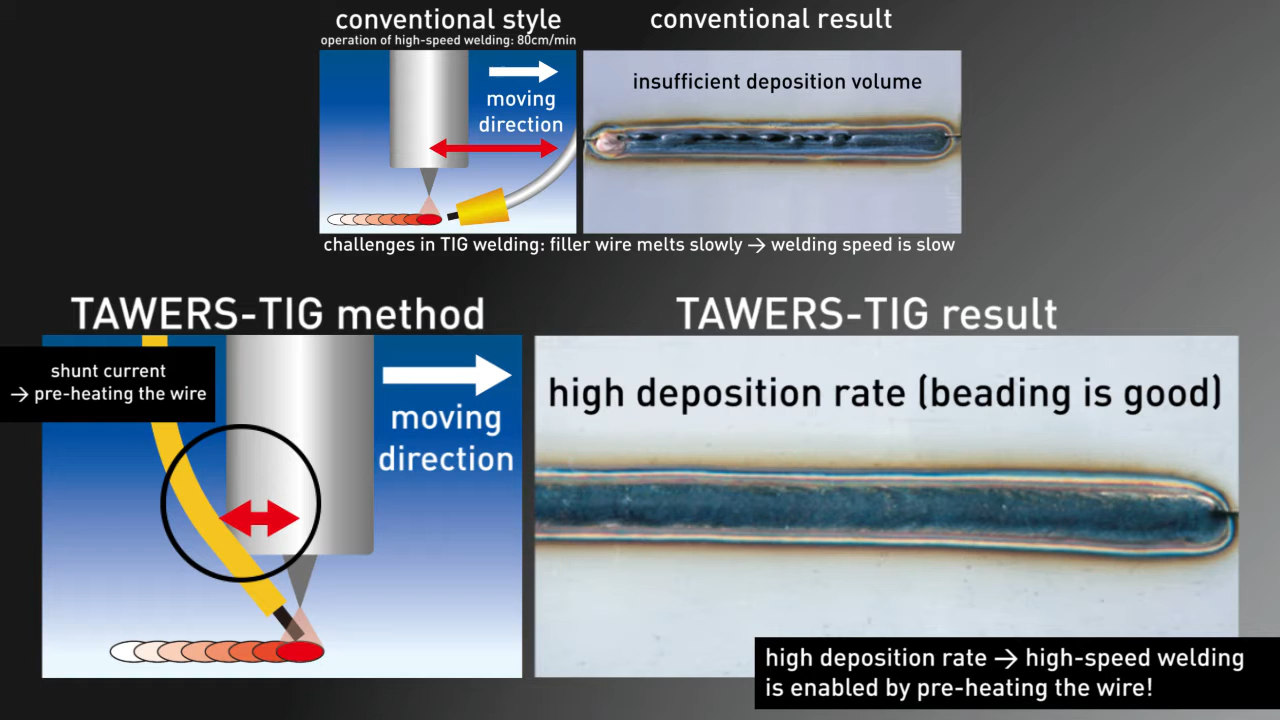 conventional style
operation of high-speed welding: 80cm/min
moving
direction
conventional result
insufficient deposition volume
challenges in TIG welding: filler wire melts slowly → welding speed is slow
TAWERS-TIG method
shunt current
→ pre-heating the wire
moving
direction
TAWERS-TIG result
high deposition rate (beading is good)
high deposition rate → high-speed welding
is enabled by pre-heating the wire!